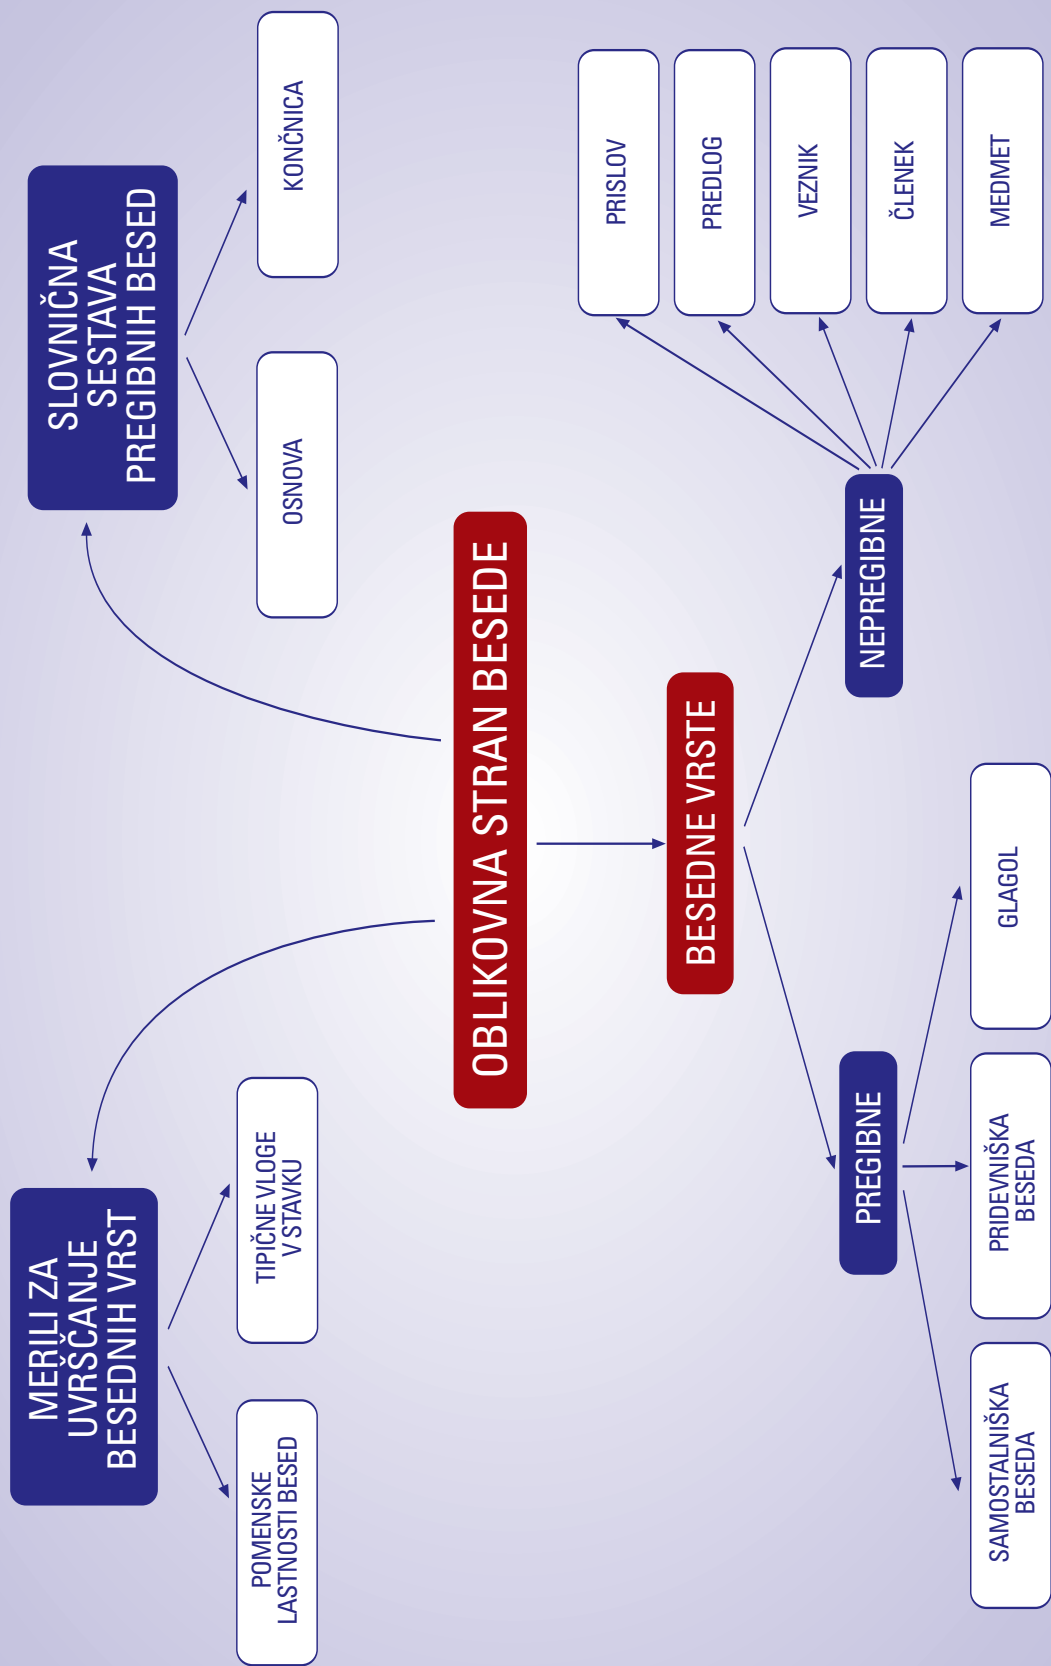 MERILI ZA
UVRŠČANJE
BESEDNIH VRST
POMENSKE
LASTNOSTI BESED
TIPIČNE VLOGE
V STAVKU
SLOVNIČNA
SESTAVA
PREGIBNIH BESED
OSNOVA
KONČNICA
OBLIKOVNA STRAN BESEDE
BESEDNE VRSTE
PREGIBNE
SAMOSTALNIŠKA
BESEDA
PRIDEVNIŠKA
BESEDA
GLAGOL
NEPREGIBNE
PRISLOV
PREDLOG
VEZNIK
ČLENEK
MEDMET